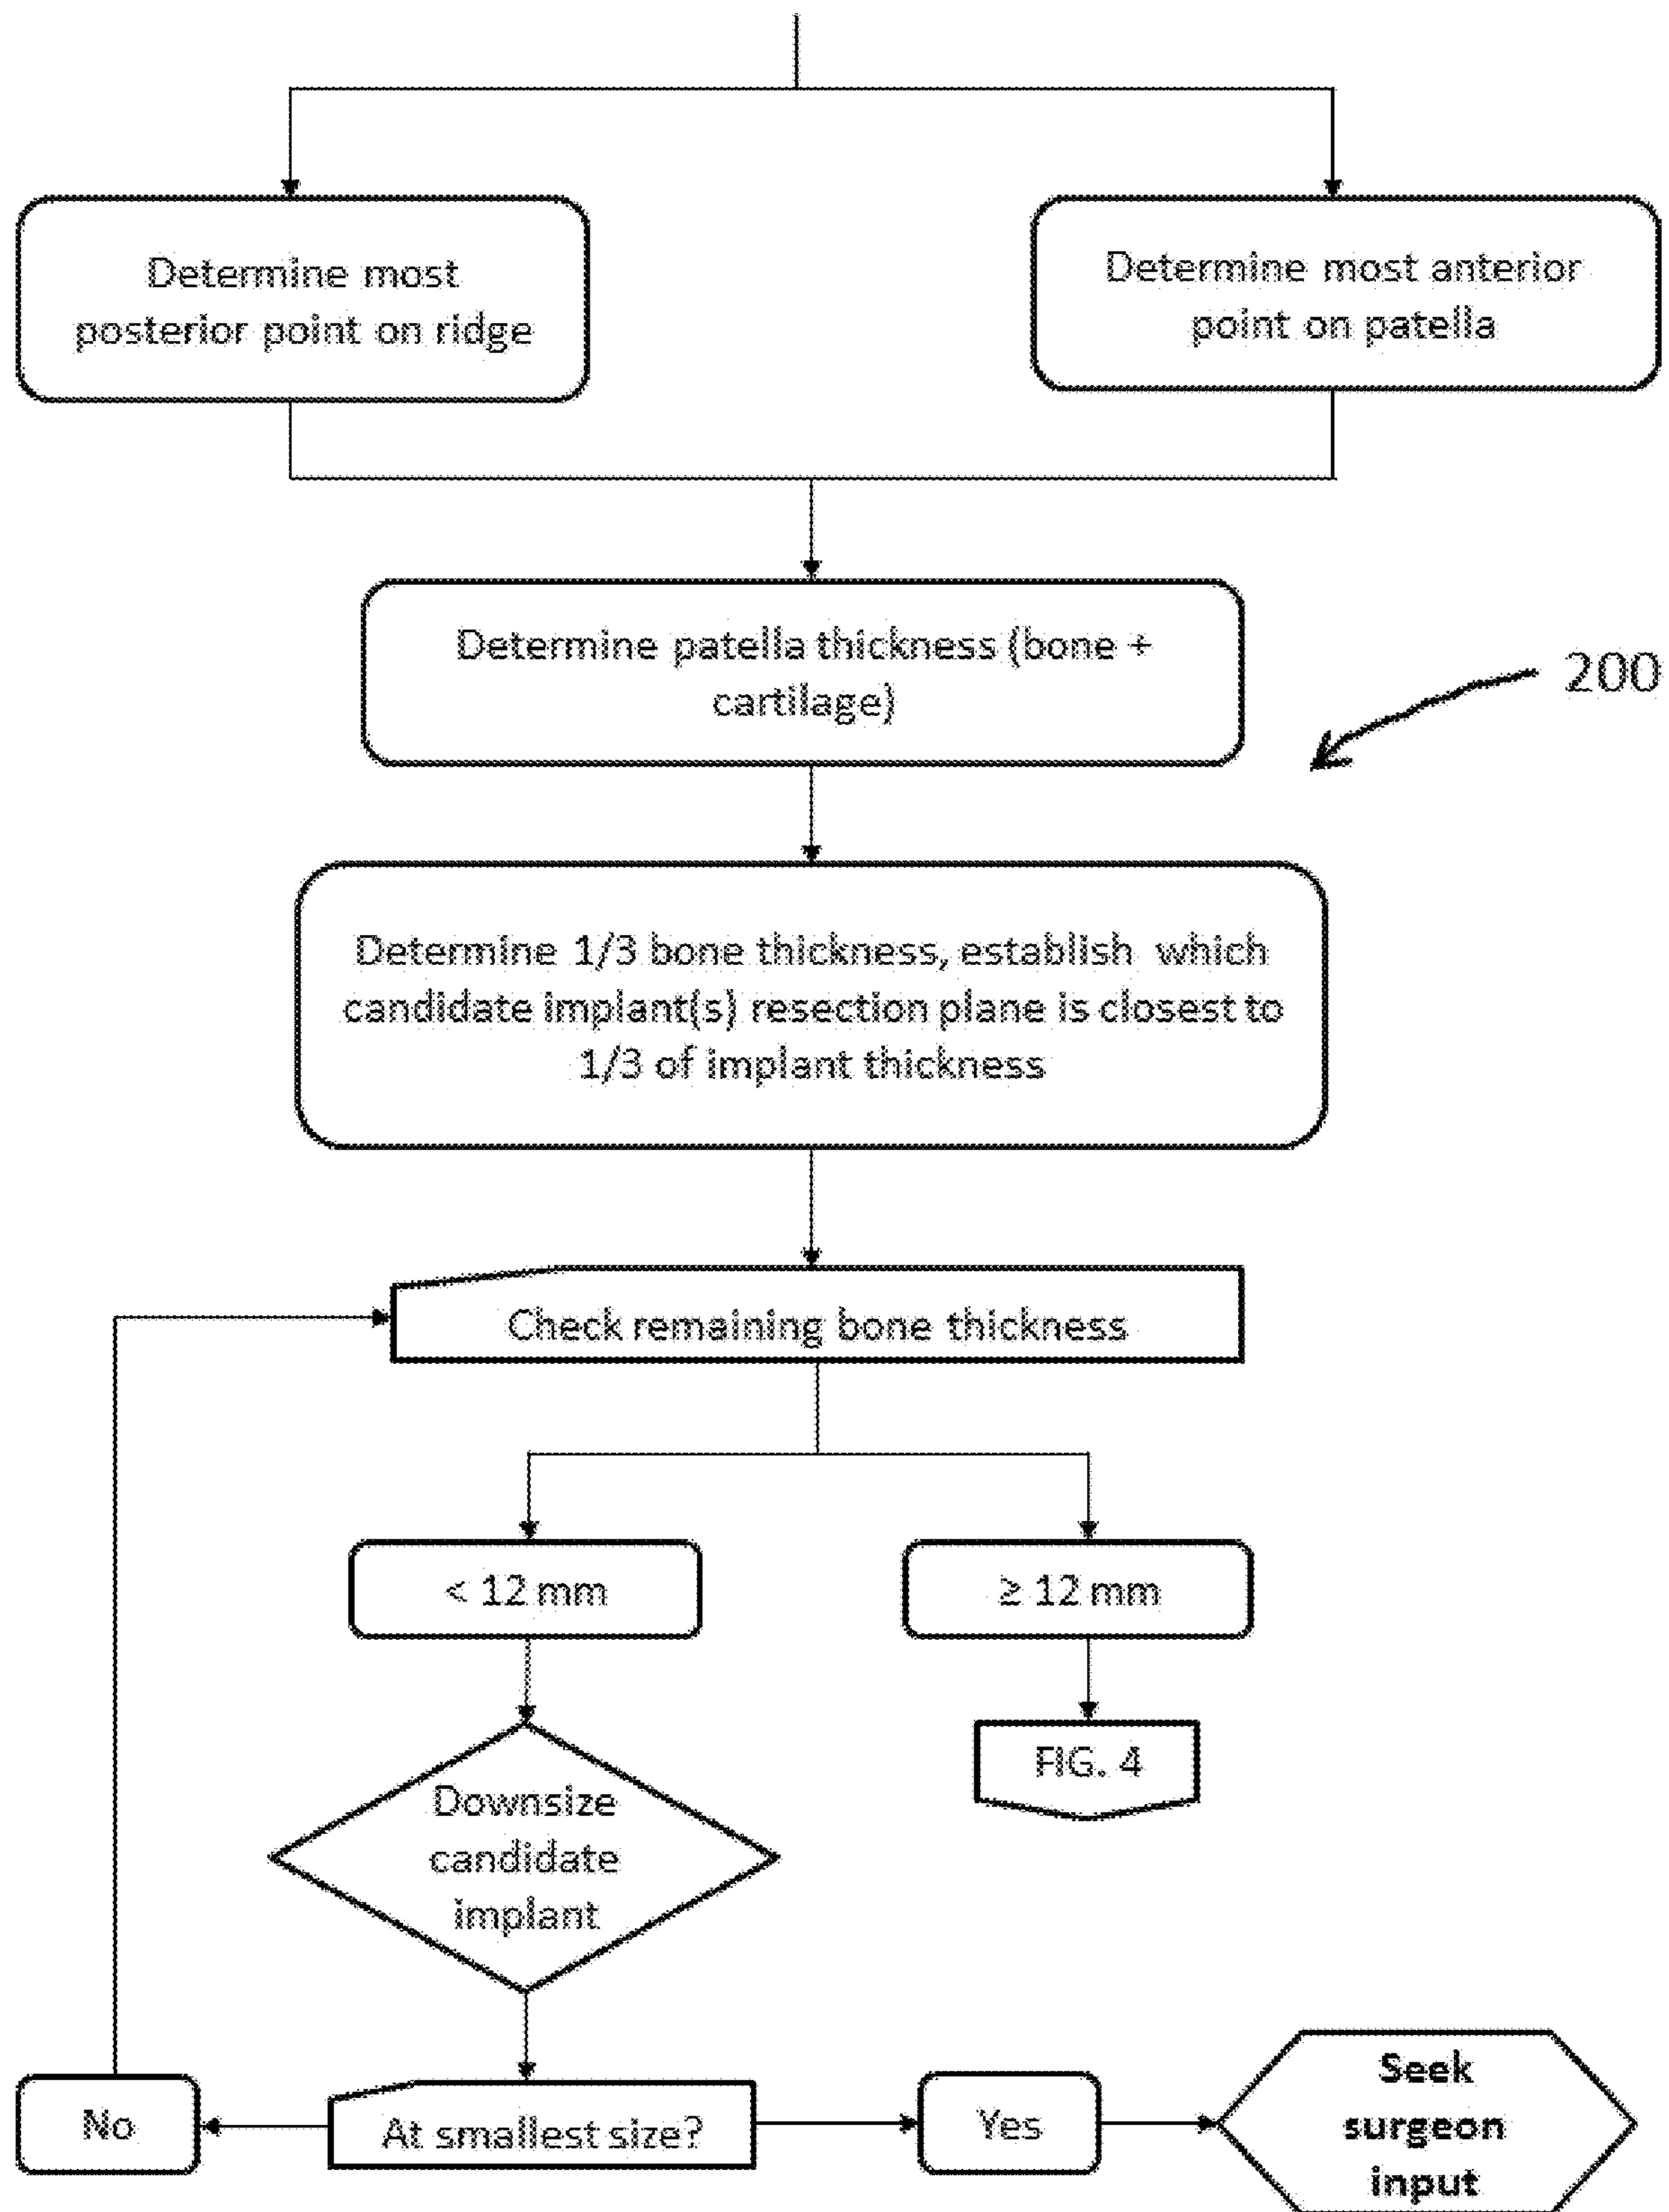 Determine most
posterior point on ridge
Determine most anterior
point on patella
Determine patella thickness (bone +
cartilage)
200
Determine 1/3 bone thickness, establish which
candidate implant(s) resection plane is closest to
1/3 of implant thickness
Check remaining bone thickness
< 12 mm
≥ 12 mm
FIG. 4
Downsize
candidate
implant
No
At smallest size?
Yes
Seek
surgeon
input